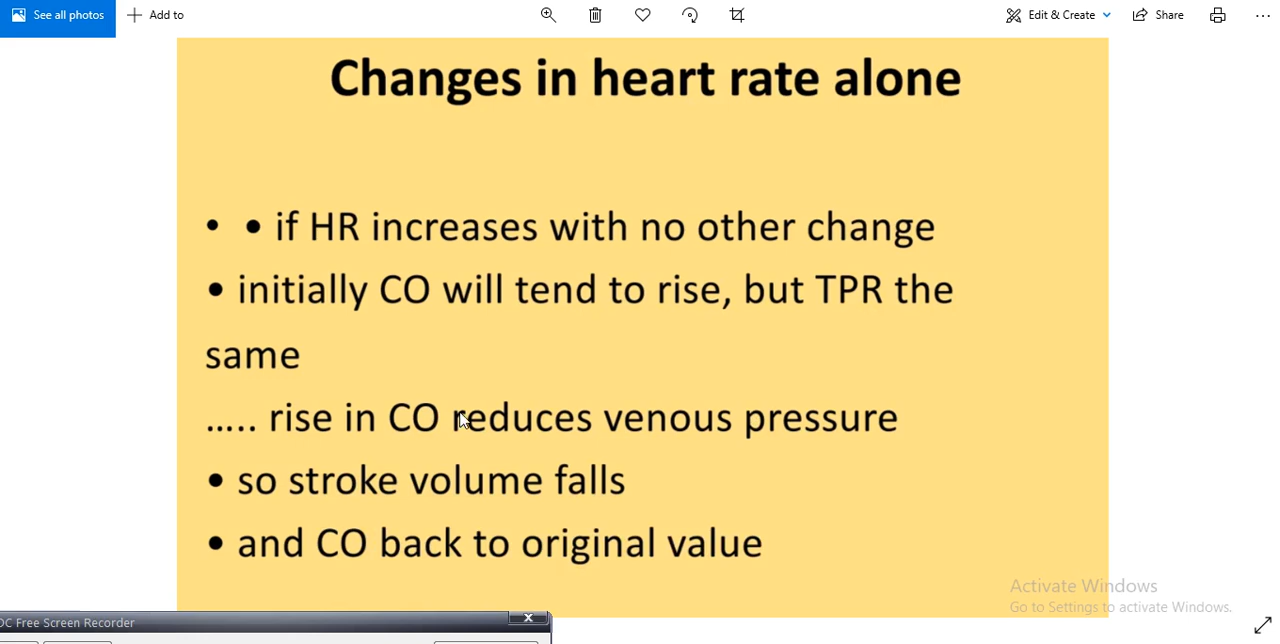 See all photos
Add to
Edit & Create
Share
Changes in heart rate alone
• • if HR increases with no other change
• initially CO will tend to rise, but TPR the
same
..... rise in CO reduces venous pressure
• so stroke volume falls
• and CO back to original value
Activate Windows
Go to Settings to activate Windows.
DC Free Screen Recorder